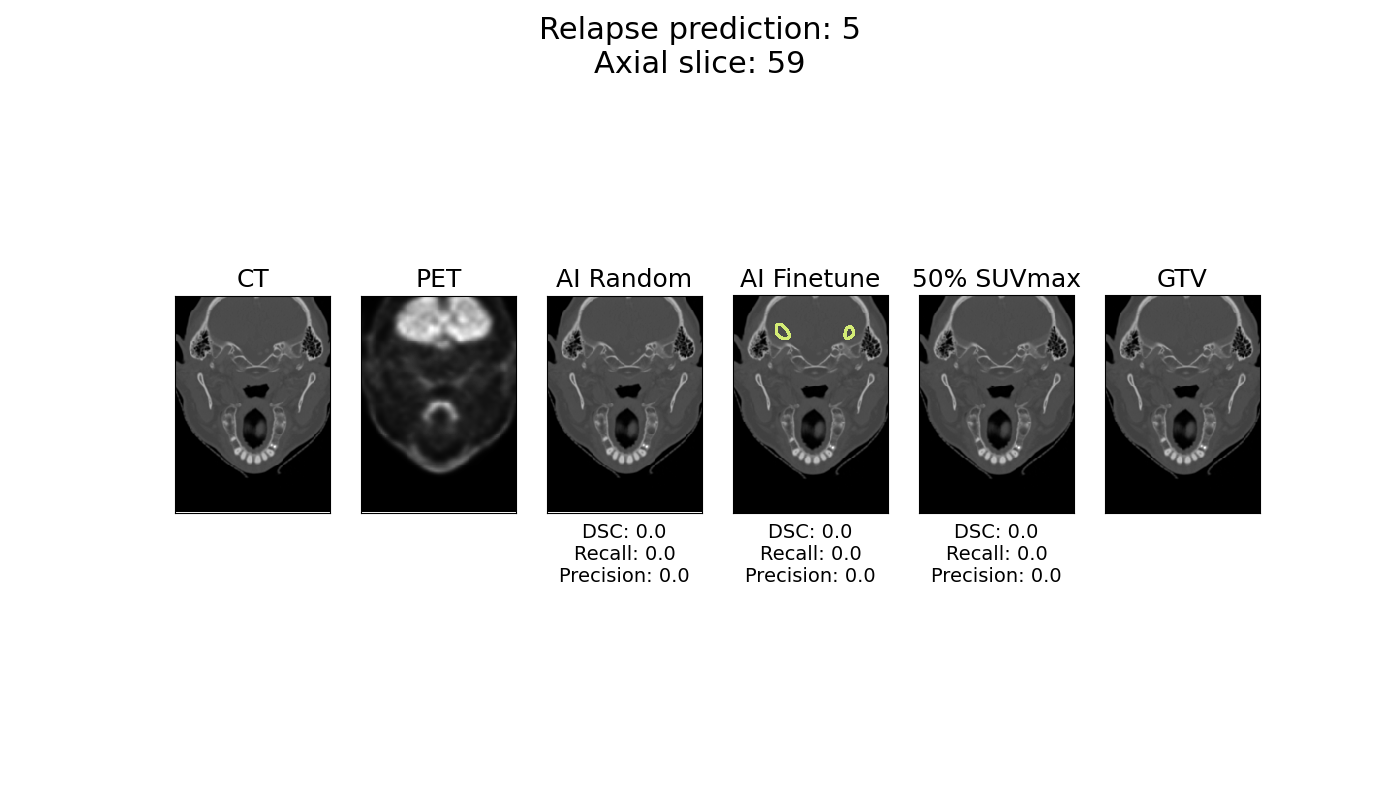 Relapse prediction: 5
Axial slice: 59
CT
PET
AI Random
AI Finetune
50% SUVmax
GTV
DSC: 0.0
Recall: 0.0
Precision: 0.0
DSC: 0.0
Recall: 0.0
Precision: 0.0
DSC: 0.0
Recall: 0.0
Precision: 0.0